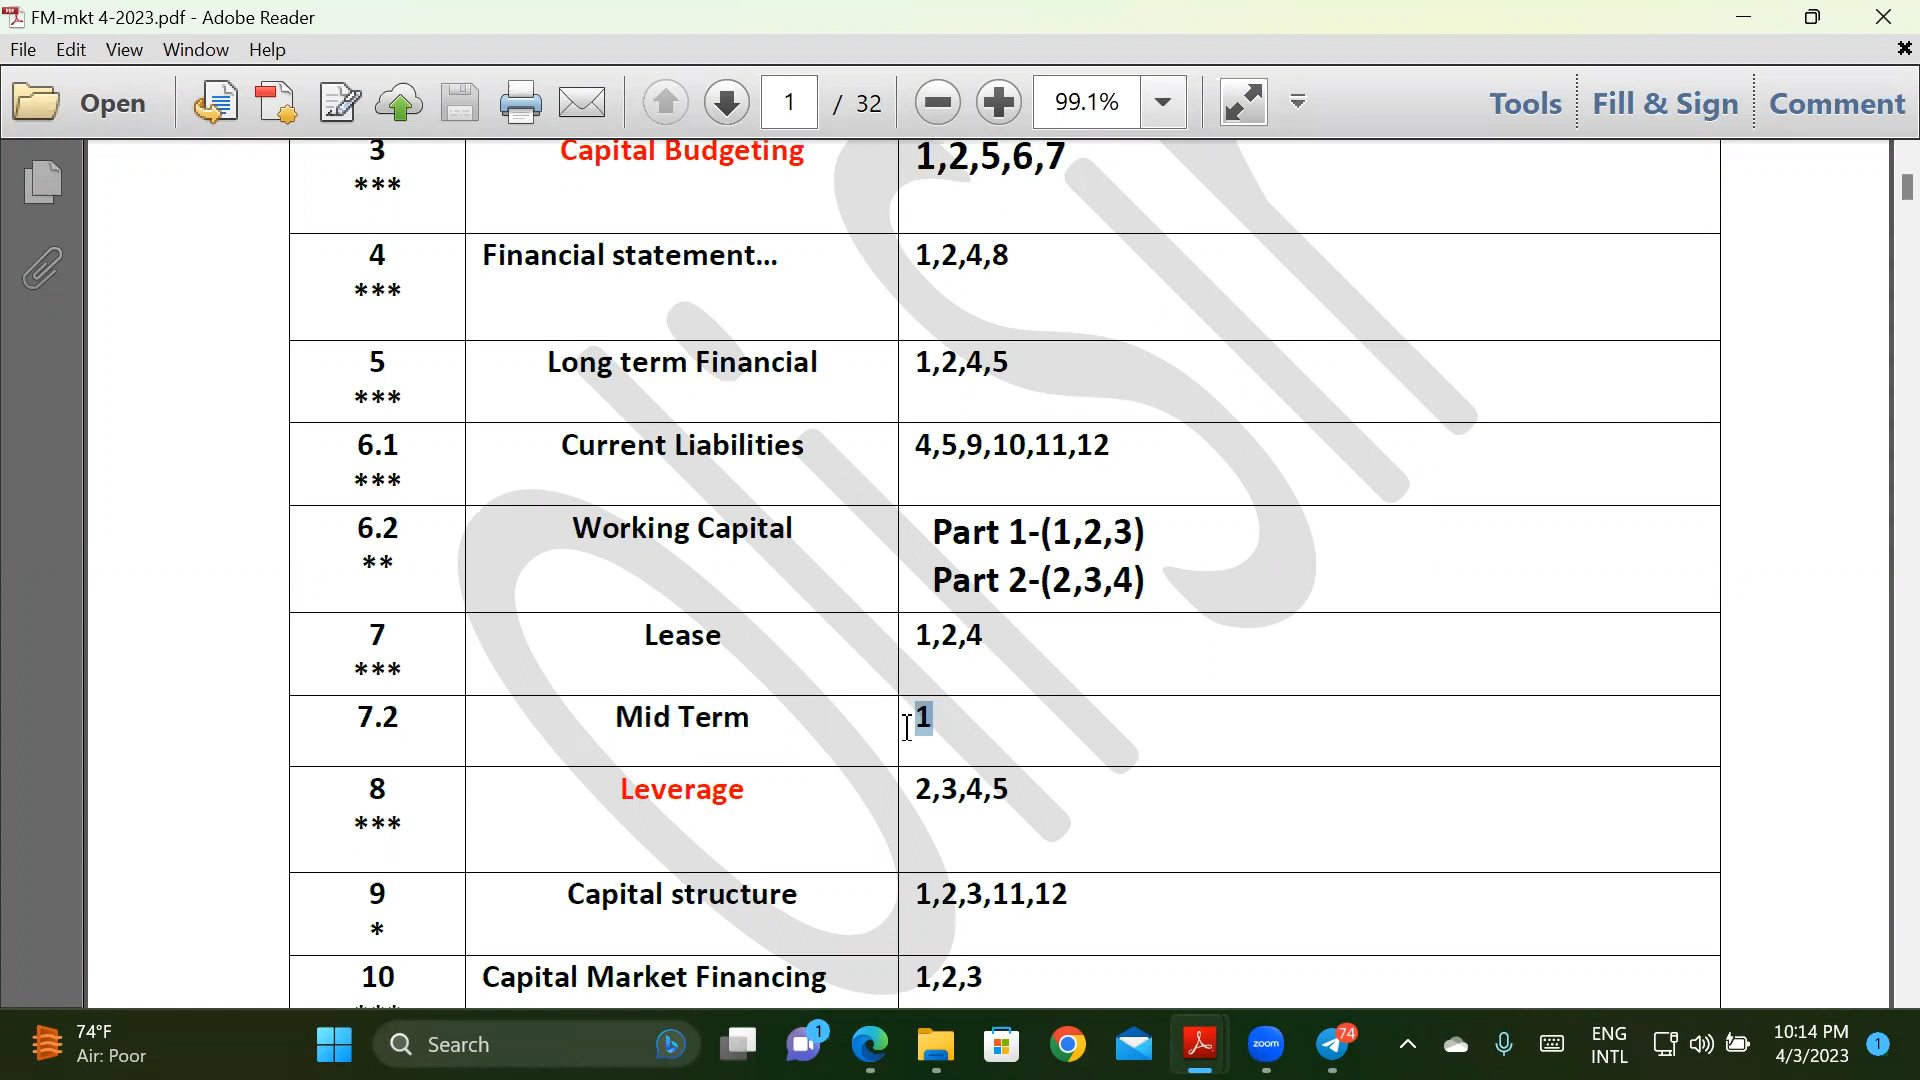 FM-mkt 4-2023.pdf - Adobe Reader
File Edit View Window Help
Open 1 / 32 99.1% Tools Fill & Sign Comment
3 Capital Budgeting 1,2,5,6,7
***
4 Financial statement... 1,2,4,8
***
5 Long term Financial 1,2,4,5
***
6.1 Current Liabilities 4,5,9,10,11,12
***
6.2 Working Capital Part 1-(1,2,3)
** Part 2-(2,3,4)
7 Lease 1,2,4
***
7.2 Mid Term 1
8 Leverage 2,3,4,5
***
9 Capital structure 1,2,3,11,12
*
10 Capital Market Financing 1,2,3
74°F
Air: Poor
Search
1
zoom
74
ENG
INTL
10:14 PM
4/3/2023
1